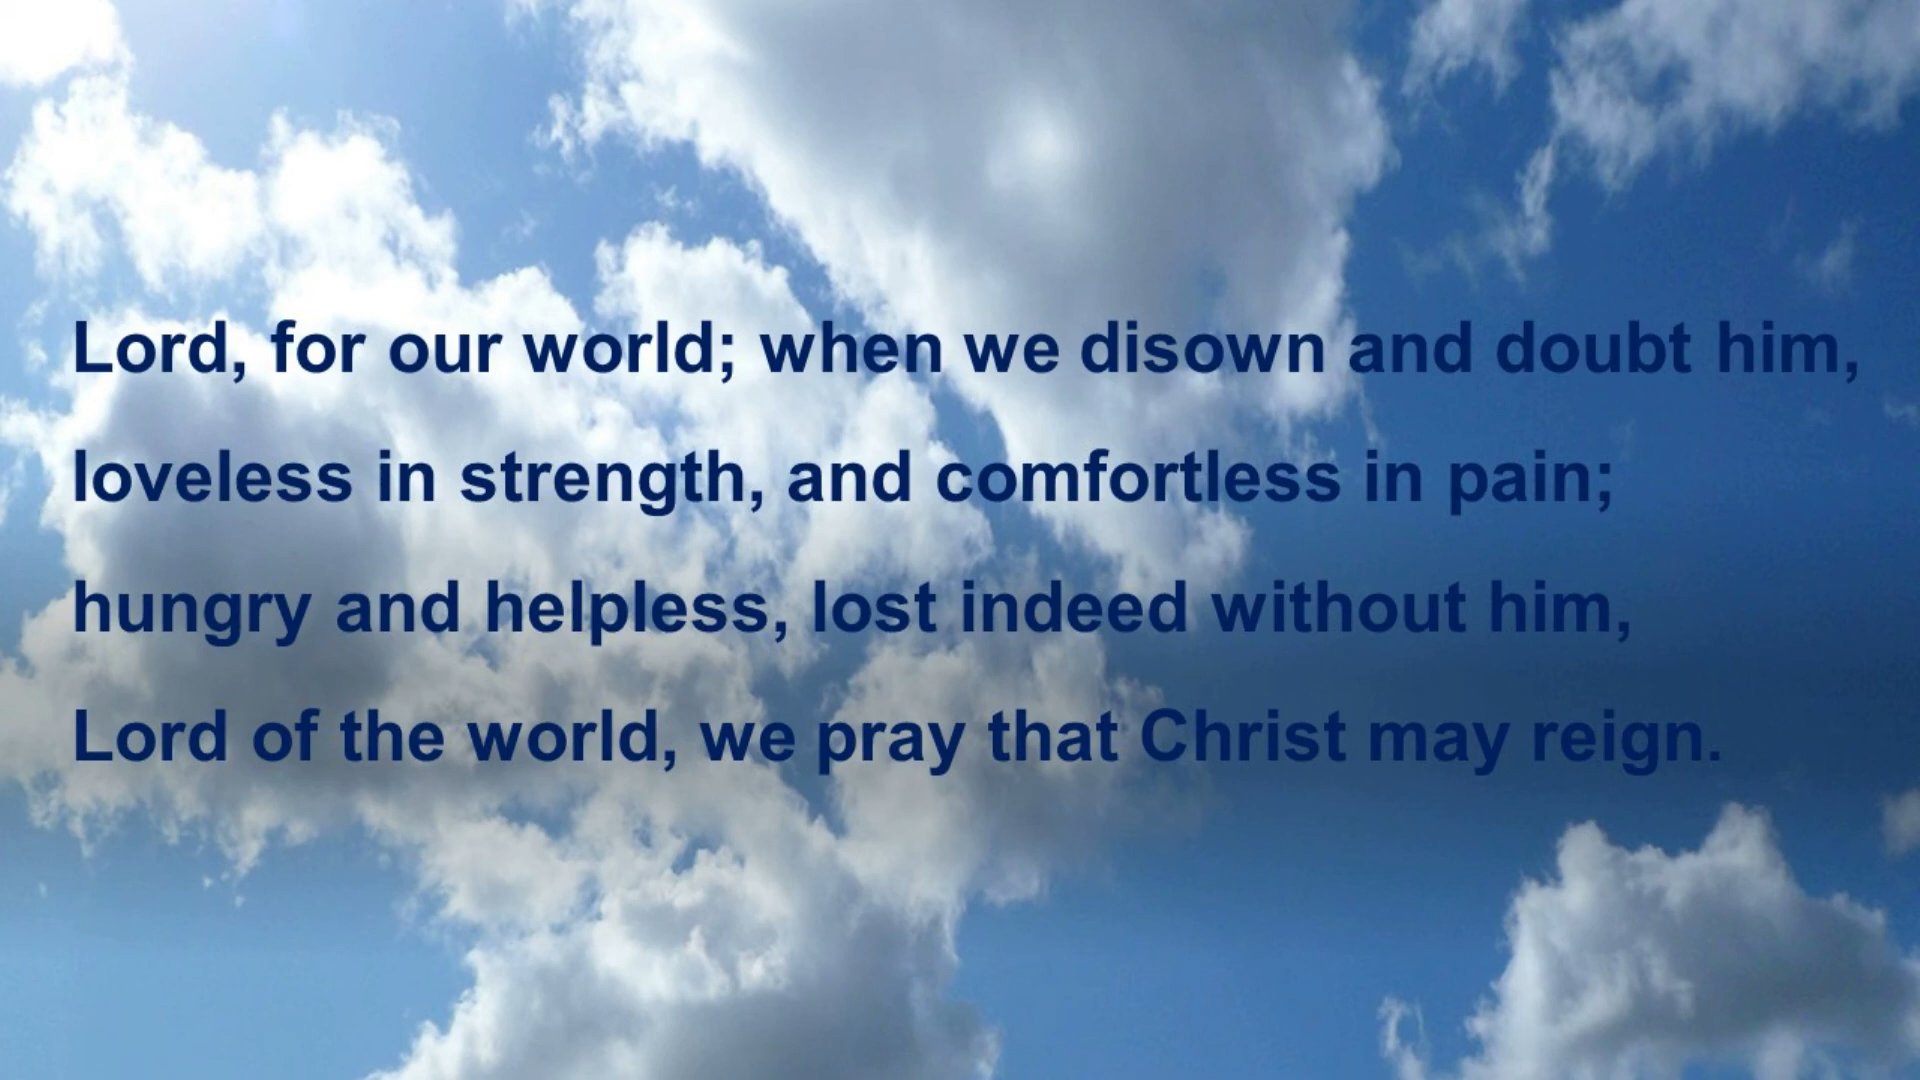 Lord, for our world; when we disown and doubt him,
loveless in strength, and comfortless in pain;
hungry and helpless, lost indeed without him,
Lord of the world, we pray that Christ may reign.